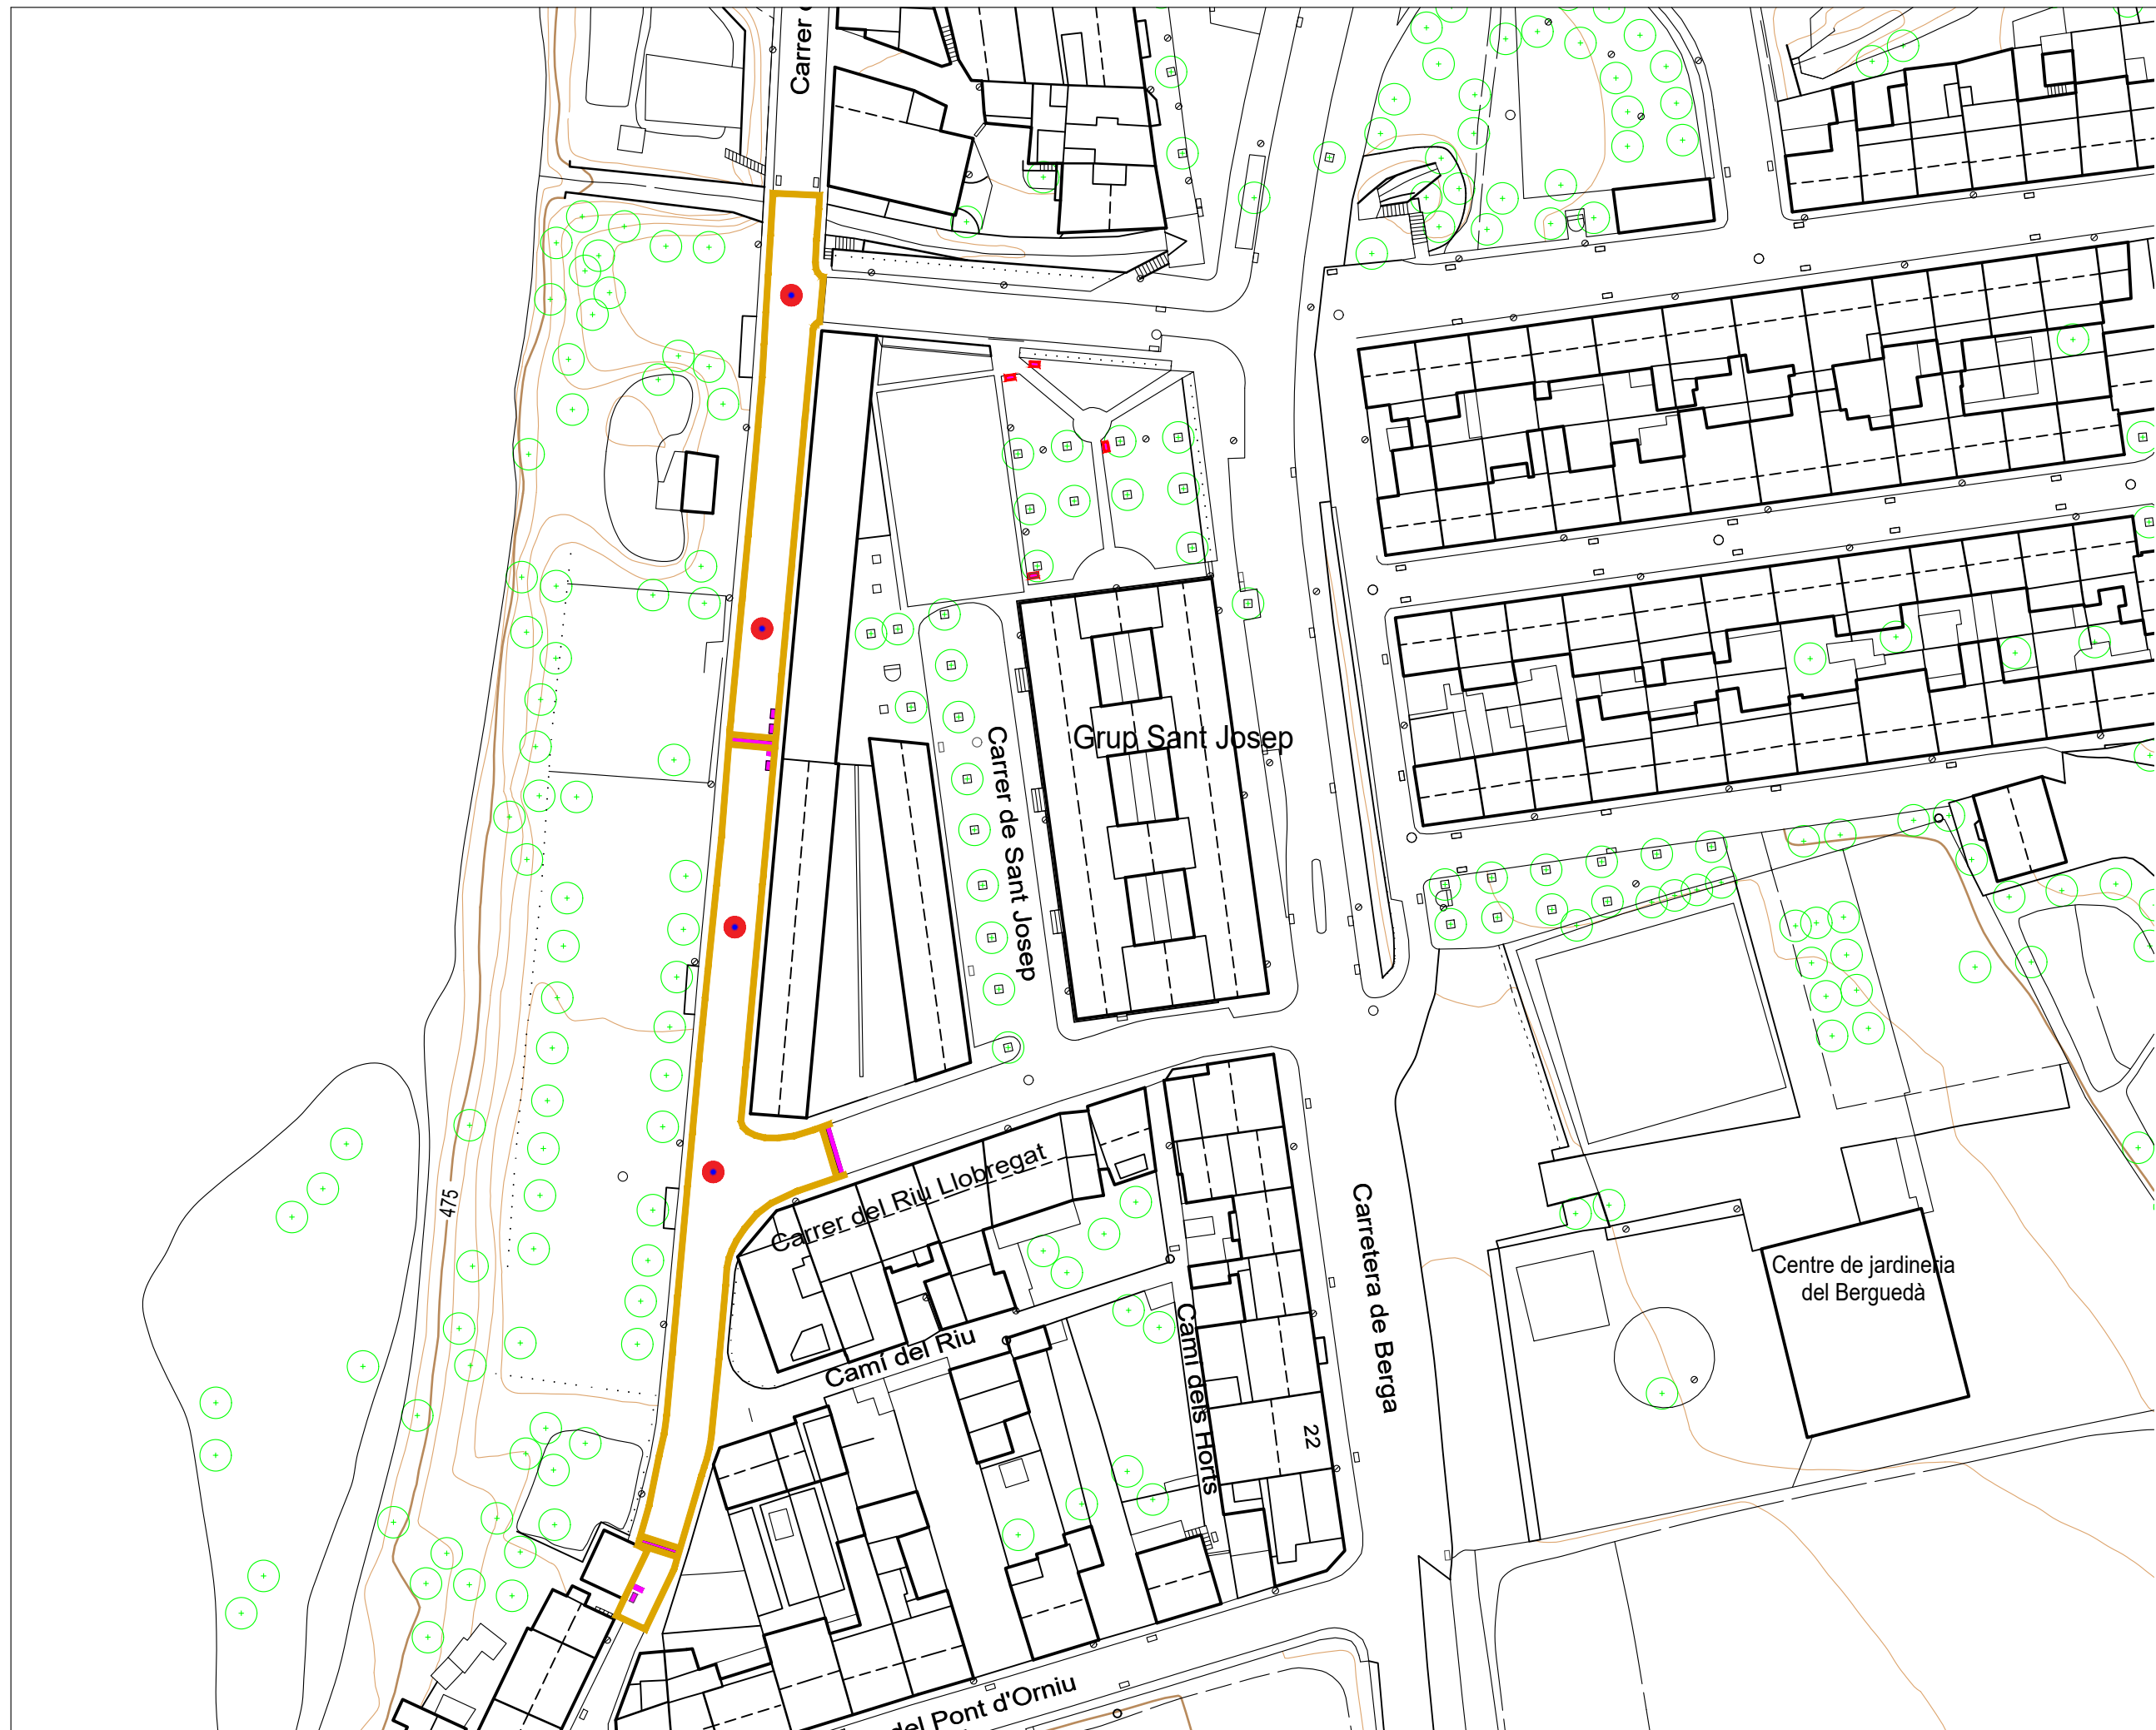 Carrer
Grup Sant Josep
Carrer de Sant Josep
475
Carrer del Riu Llobregat
Camí del Riu
Camí dels Horts
Carretera de Berga
22
Centre de jardineria
del Berguedà
del Pont d'Orniu